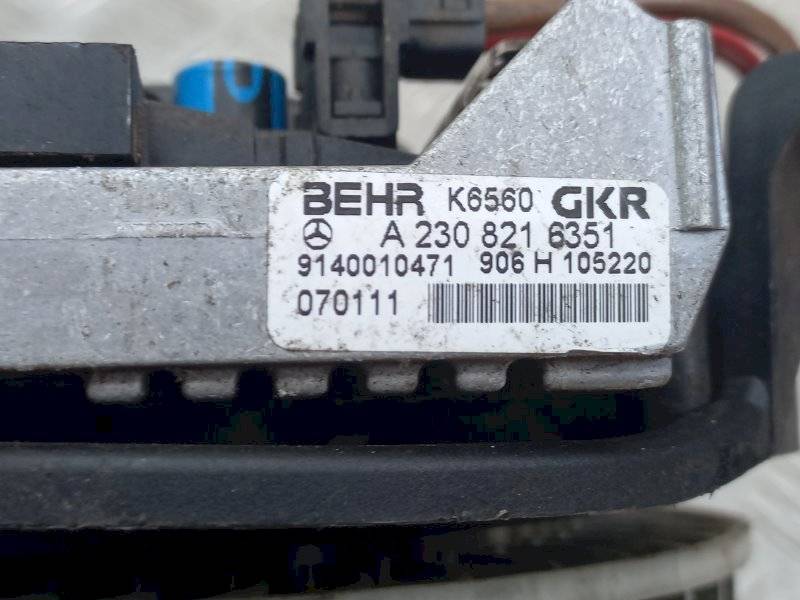 BEHR K6560 GKR
A 230 821 6351
9140010471 906 H 105220
070111